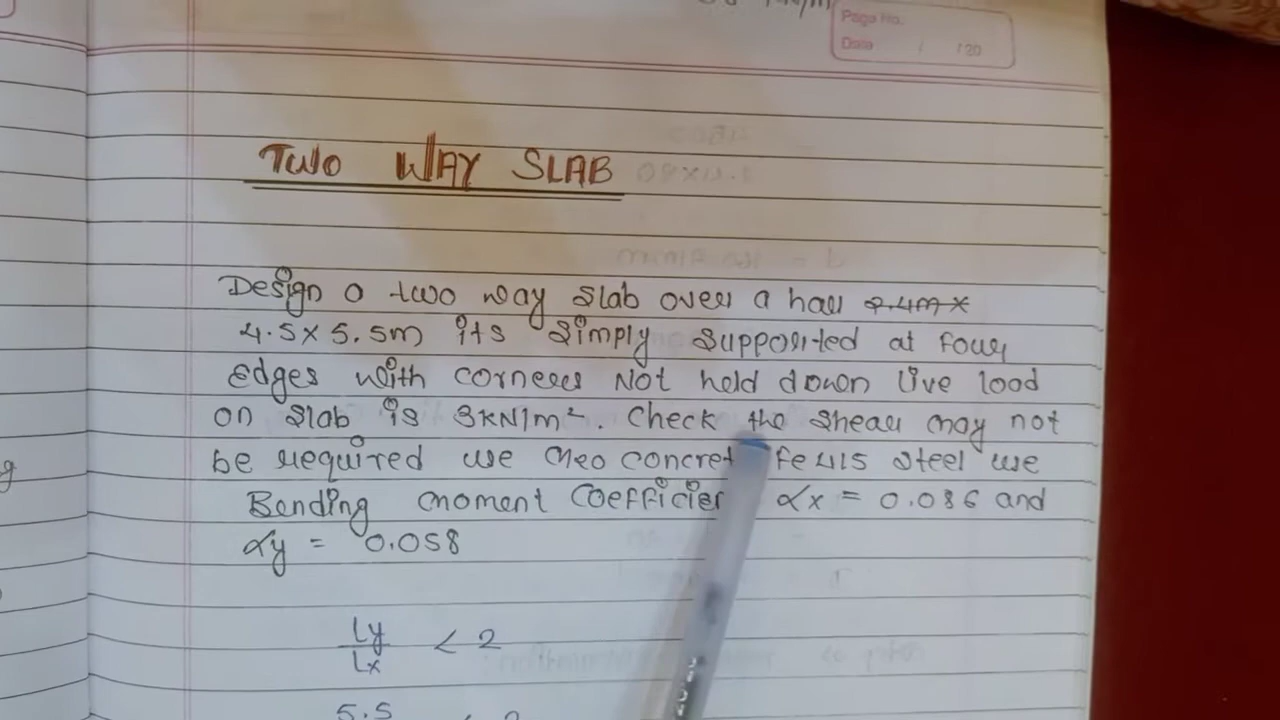 Page No.
Date / /20
TWO WAY SLAB
Design a two way slab over a hall
4.5 x 5.5m its simply supported at four
edges with corners Not held down live load
on slab is 3KN/m². Check the shear may not
be required use M20 concret Fe415 steel use
Bending moment Coefficien αx = 0.086 and
αy = 0.058
ly/lx < 2
5.5